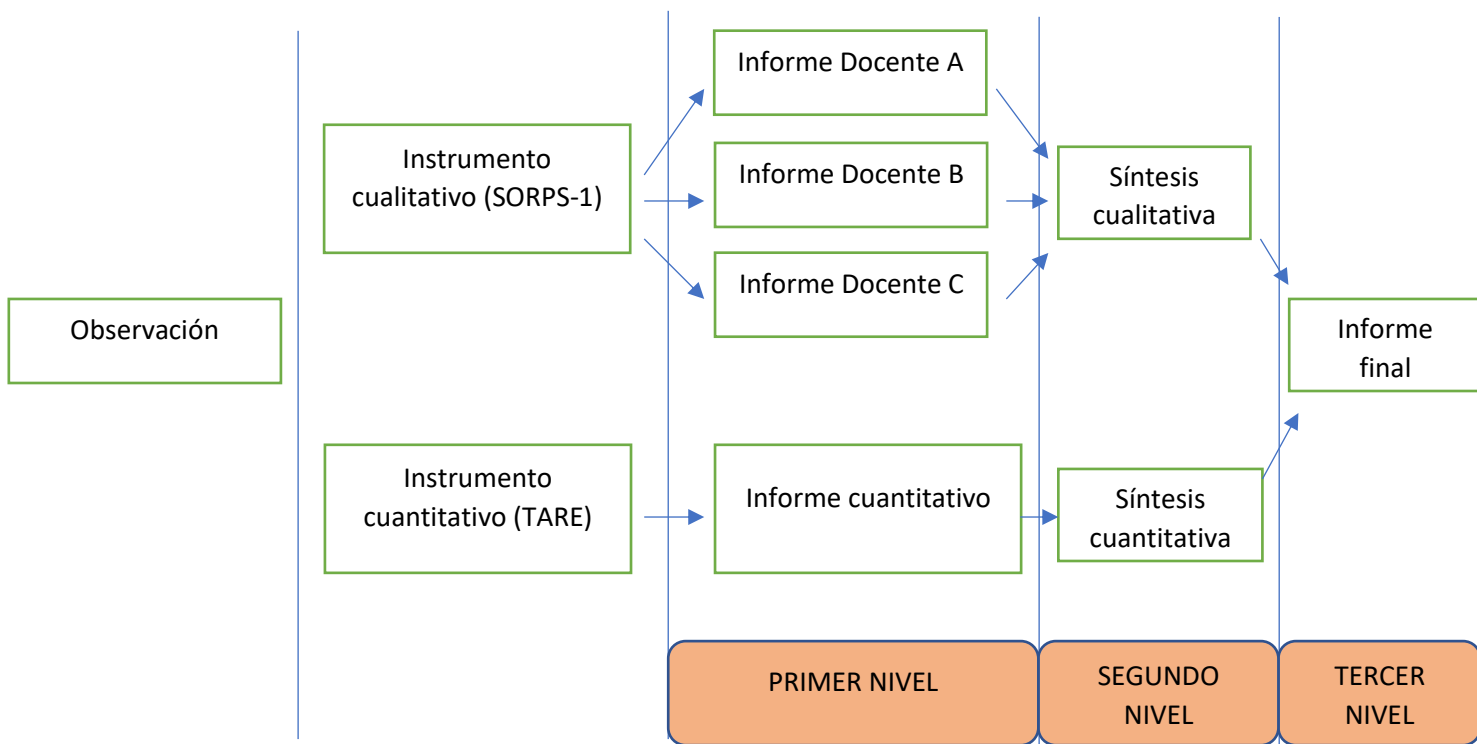 Observación
Instrumento
cualitativo (SORPS-1)
Instrumento
cuantitativo (TARE)
Informe Docente A
Informe Docente B
Informe Docente C
Informe cuantitativo
Síntesis
cualitativa
Síntesis
cuantitativa
Informe
final
PRIMER NIVEL
SEGUNDO
NIVEL
TERCER
NIVEL